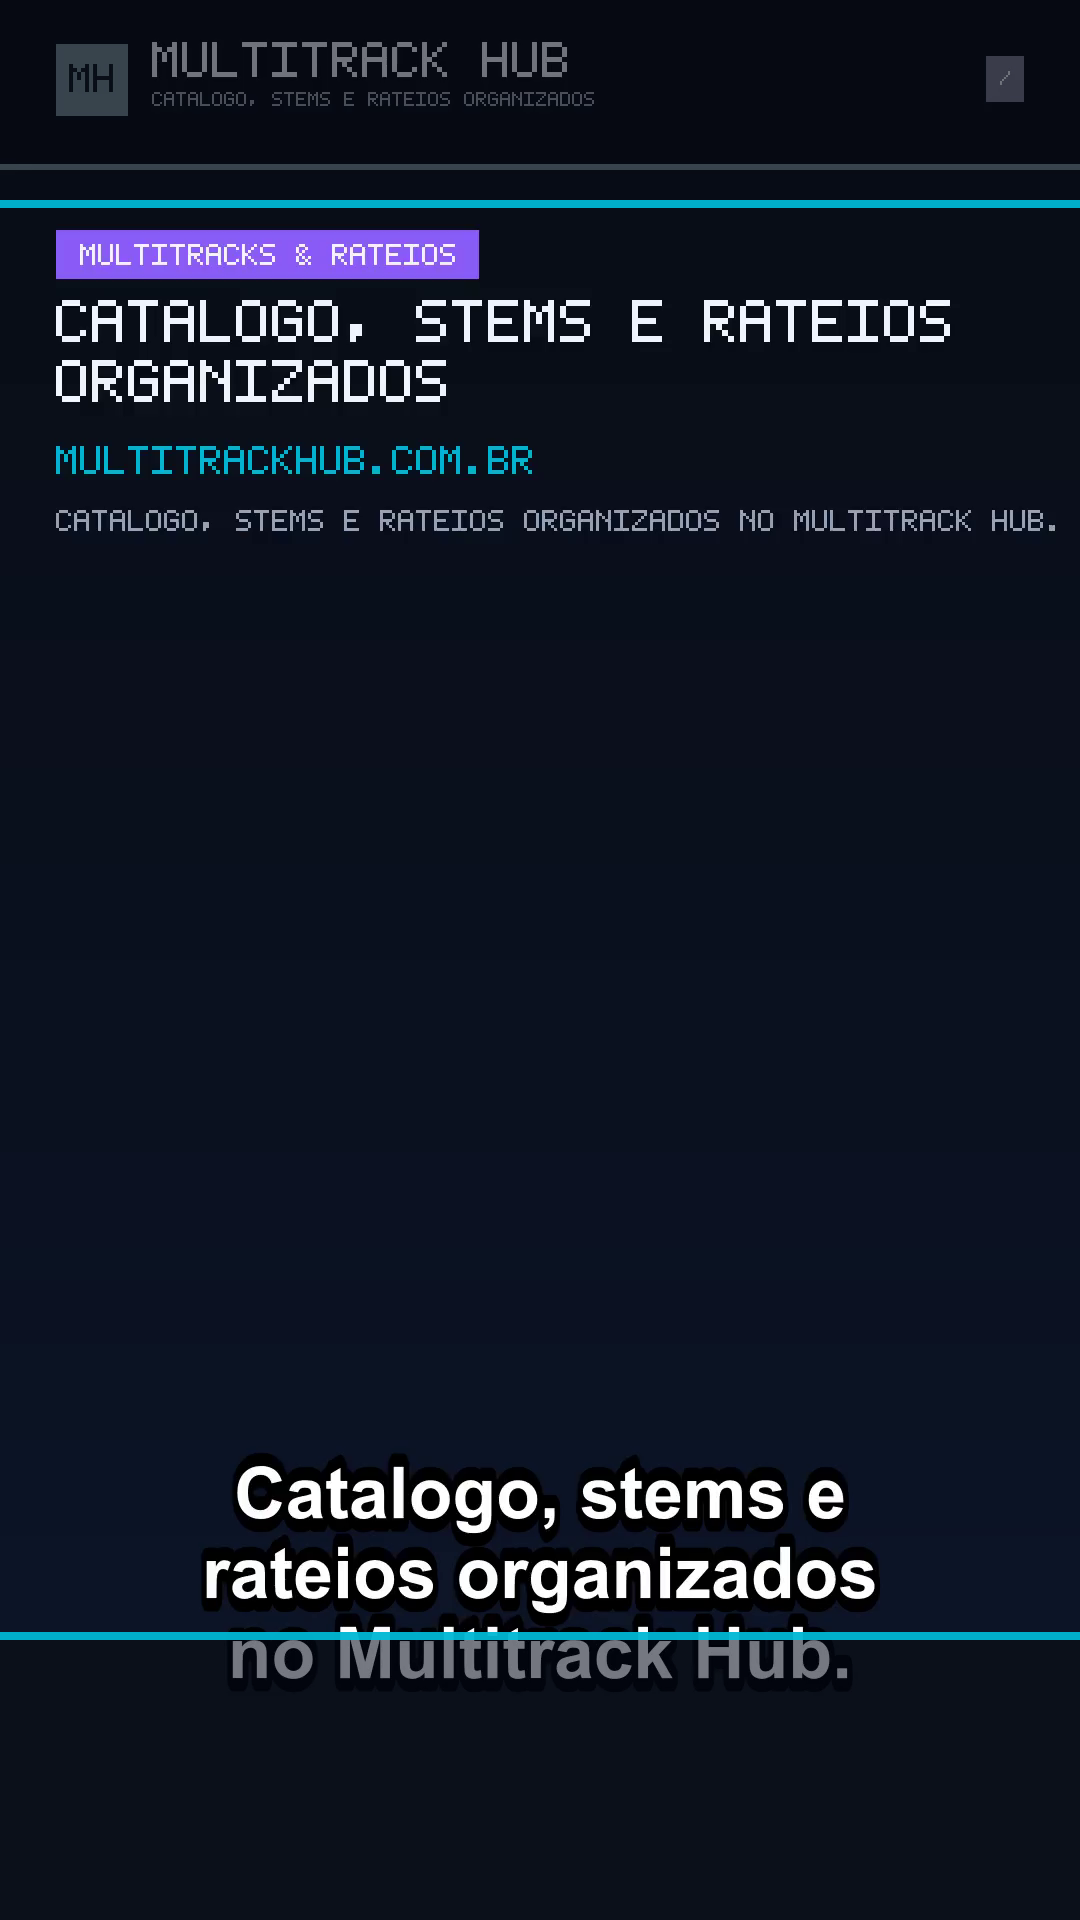 MH
MULTITRACK HUB
CATALOGO, STEMS E RATEIOS ORGANIZADOS
/
MULTITRACKS & RATEIOS
CATALOGO, STEMS E RATEIOS
ORGANIZADOS
MULTITRACKHUB.COM.BR
CATALOGO, STEMS E RATEIOS ORGANIZADOS NO MULTITRACK HUB.
Catalogo, stems e
rateios organizados
no Multitrack Hub.